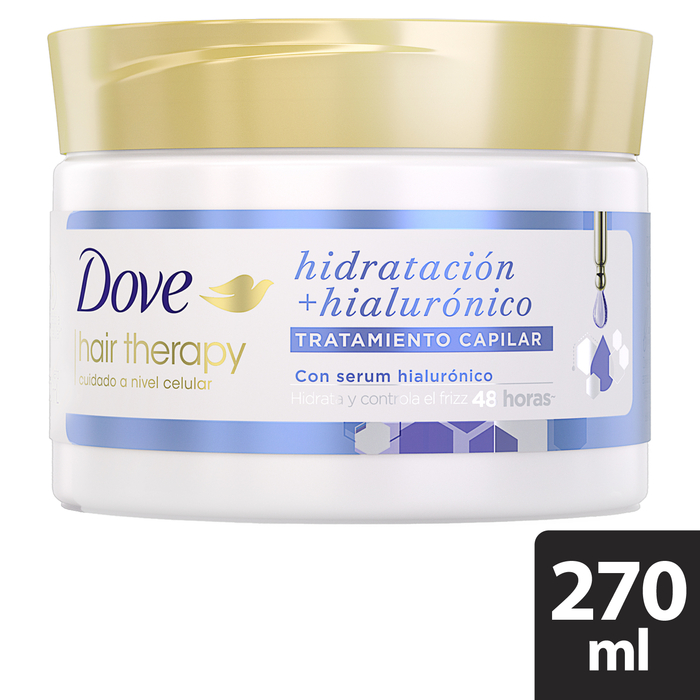 Dove
hair therapy
cuidado a nivel celular
hidratación
+hialurónico
TRATAMIENTO CAPILAR
Con serum hialurónico
Hidrata y controla el frizz 48 horas
270
ml